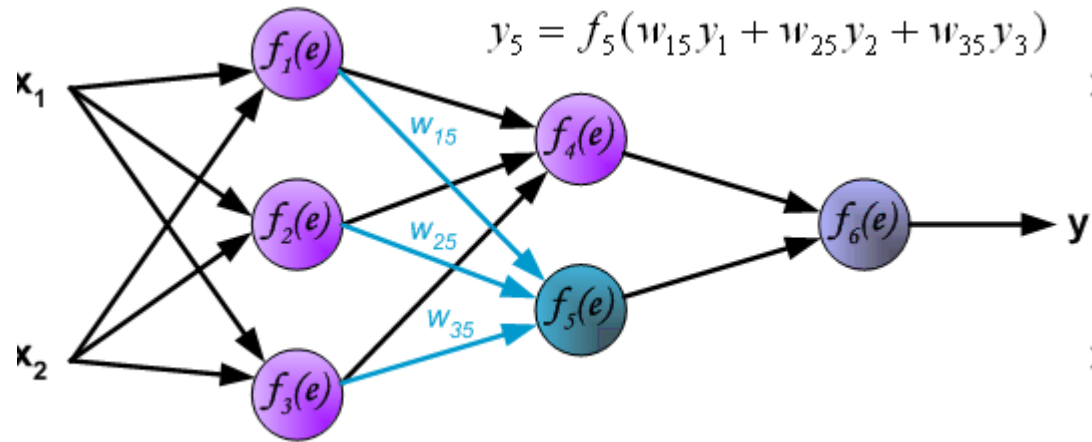 y₅ = f₅(w₁₅y₁ + w₂₅y₂ + w₃₅y₃)
f₁(e)
x₁
w₁₅
f₄(e)
f₂(e)
f₆(e)
y
w₂₅
f₅(e)
w₃₅
x₂
f₃(e)